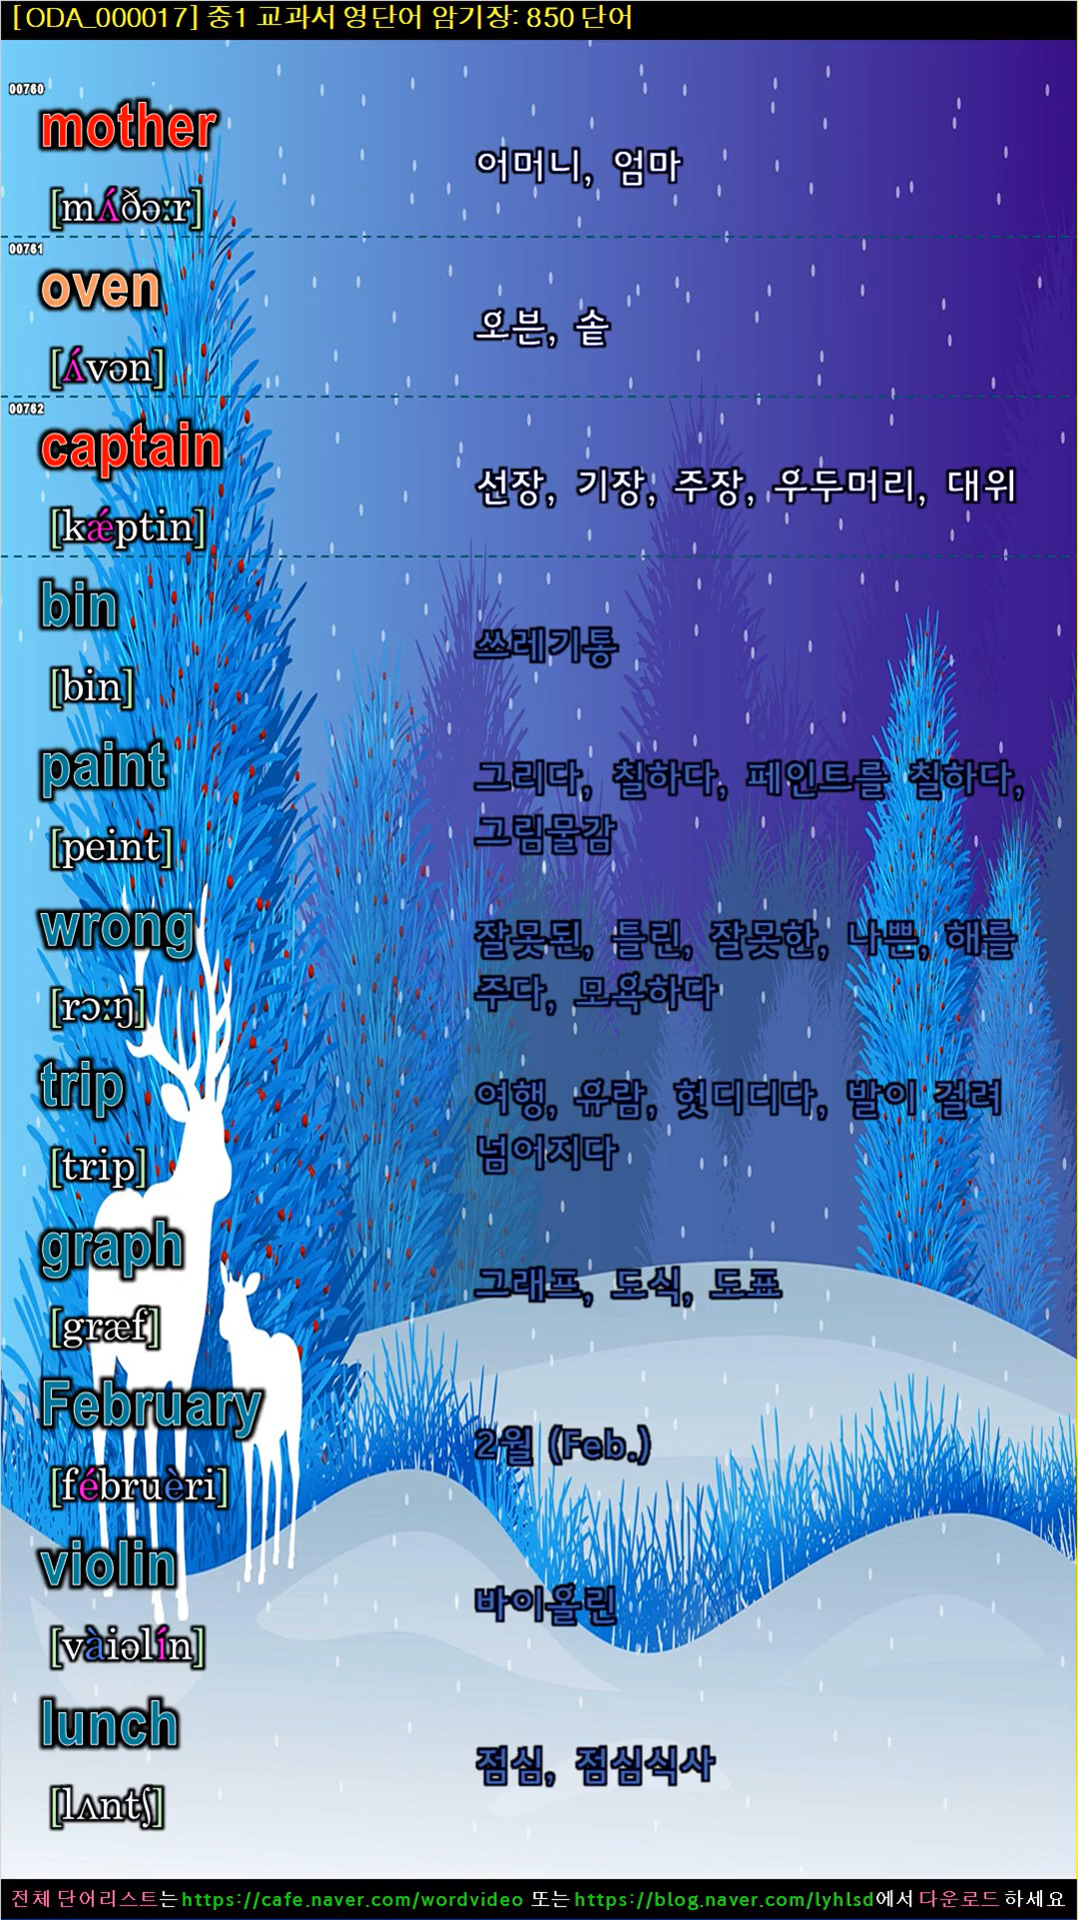 [ODA_000017] 중1 교과서 영단어 암기장: 850 단어
00760
mother
어머니, 엄마
[mʌ́ðəːr]
00761
oven
오븐, 솥
[ʌ́vən]
00762
captain
선장, 기장, 주장, 우두머리, 대위
[kǽptin]
bin
쓰레기통
[bin]
paint
그리다, 칠하다, 페인트를 칠하다,
그림물감
[peint]
wrong
잘못된, 틀린, 잘못한, 나쁜, 해를
주다, 모욕하다
[rɔːŋ]
trip
여행, 유람, 헛디디다, 발이 걸려
넘어지다
[trip]
graph
그래프, 도식, 도표
[græf]
February
2월 (Feb.)
[fébruèri]
violin
바이올린
[vàiəlín]
lunch
점심, 점심식사
[lʌntʃ]
전체 단어리스트는 https://cafe.naver.com/wordvideo 또는 https://blog.naver.com/lyhlsd에서 다운로드 하세요